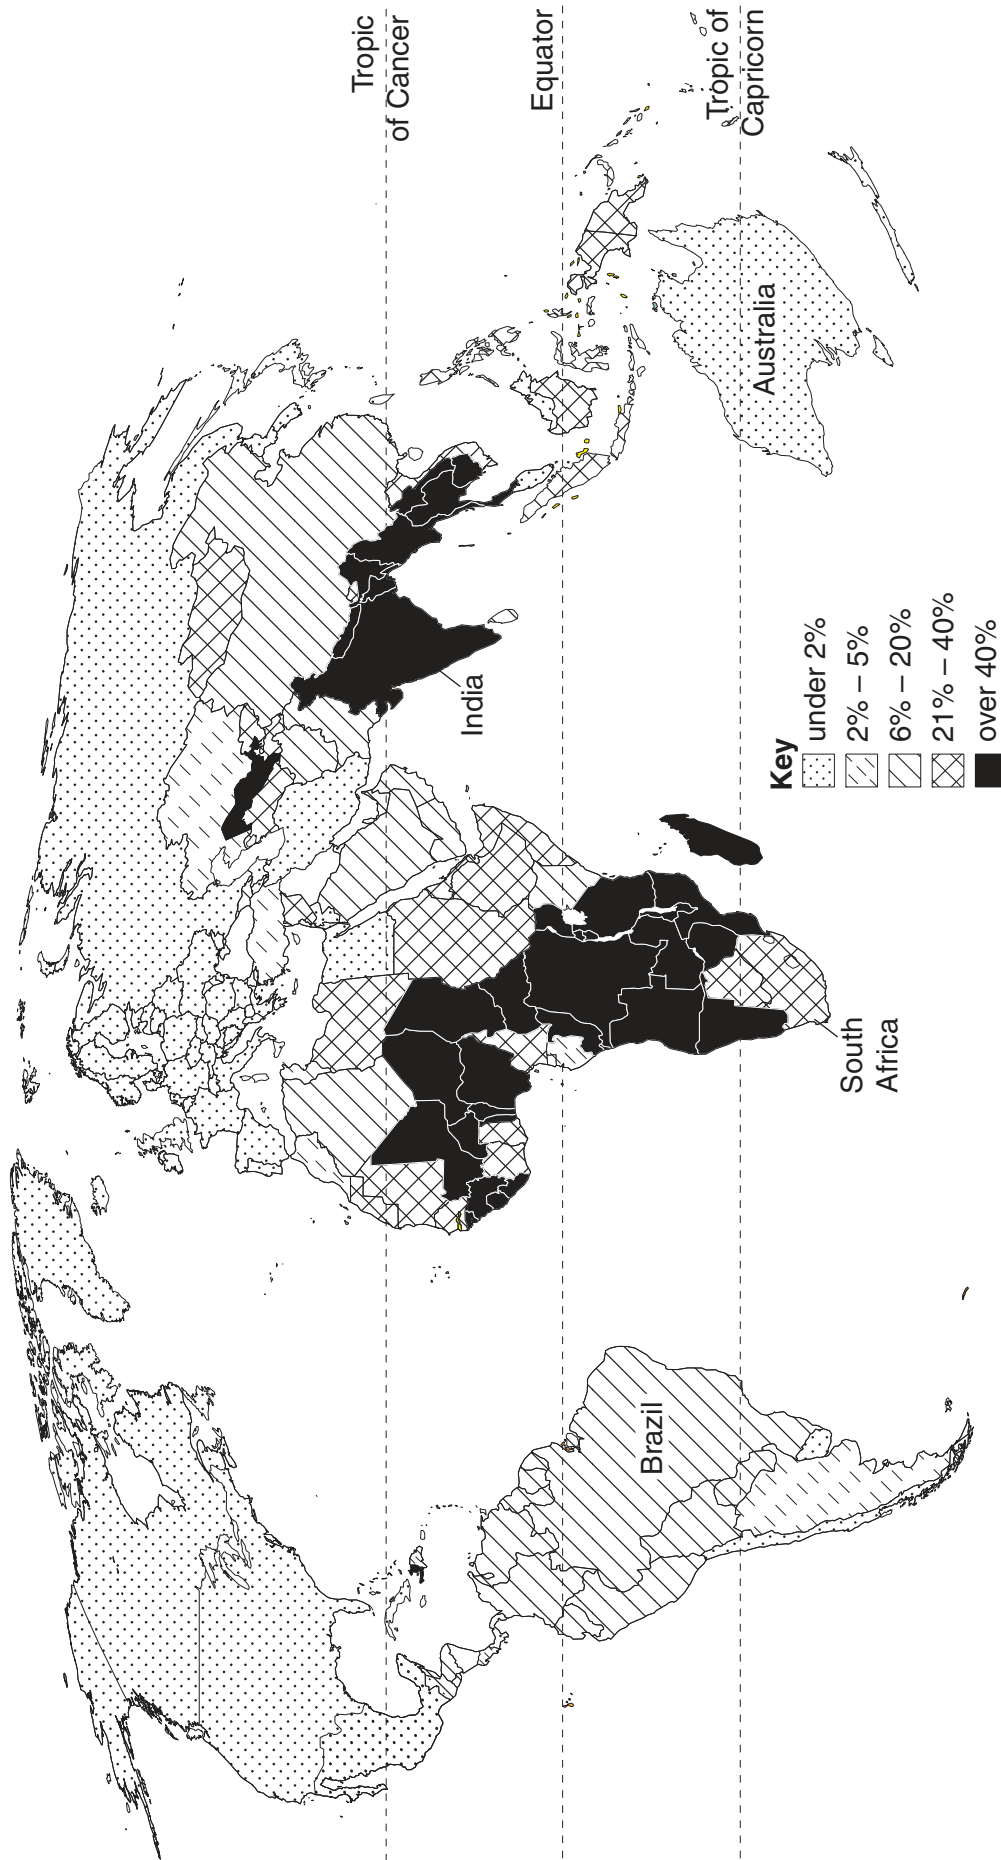 Tropic
of Cancer
Equator
Tropic of
Capricorn
Australia
India
South
Africa
Brazil
Key
under 2%
2% – 5%
6% – 20%
21% – 40%
over 40%